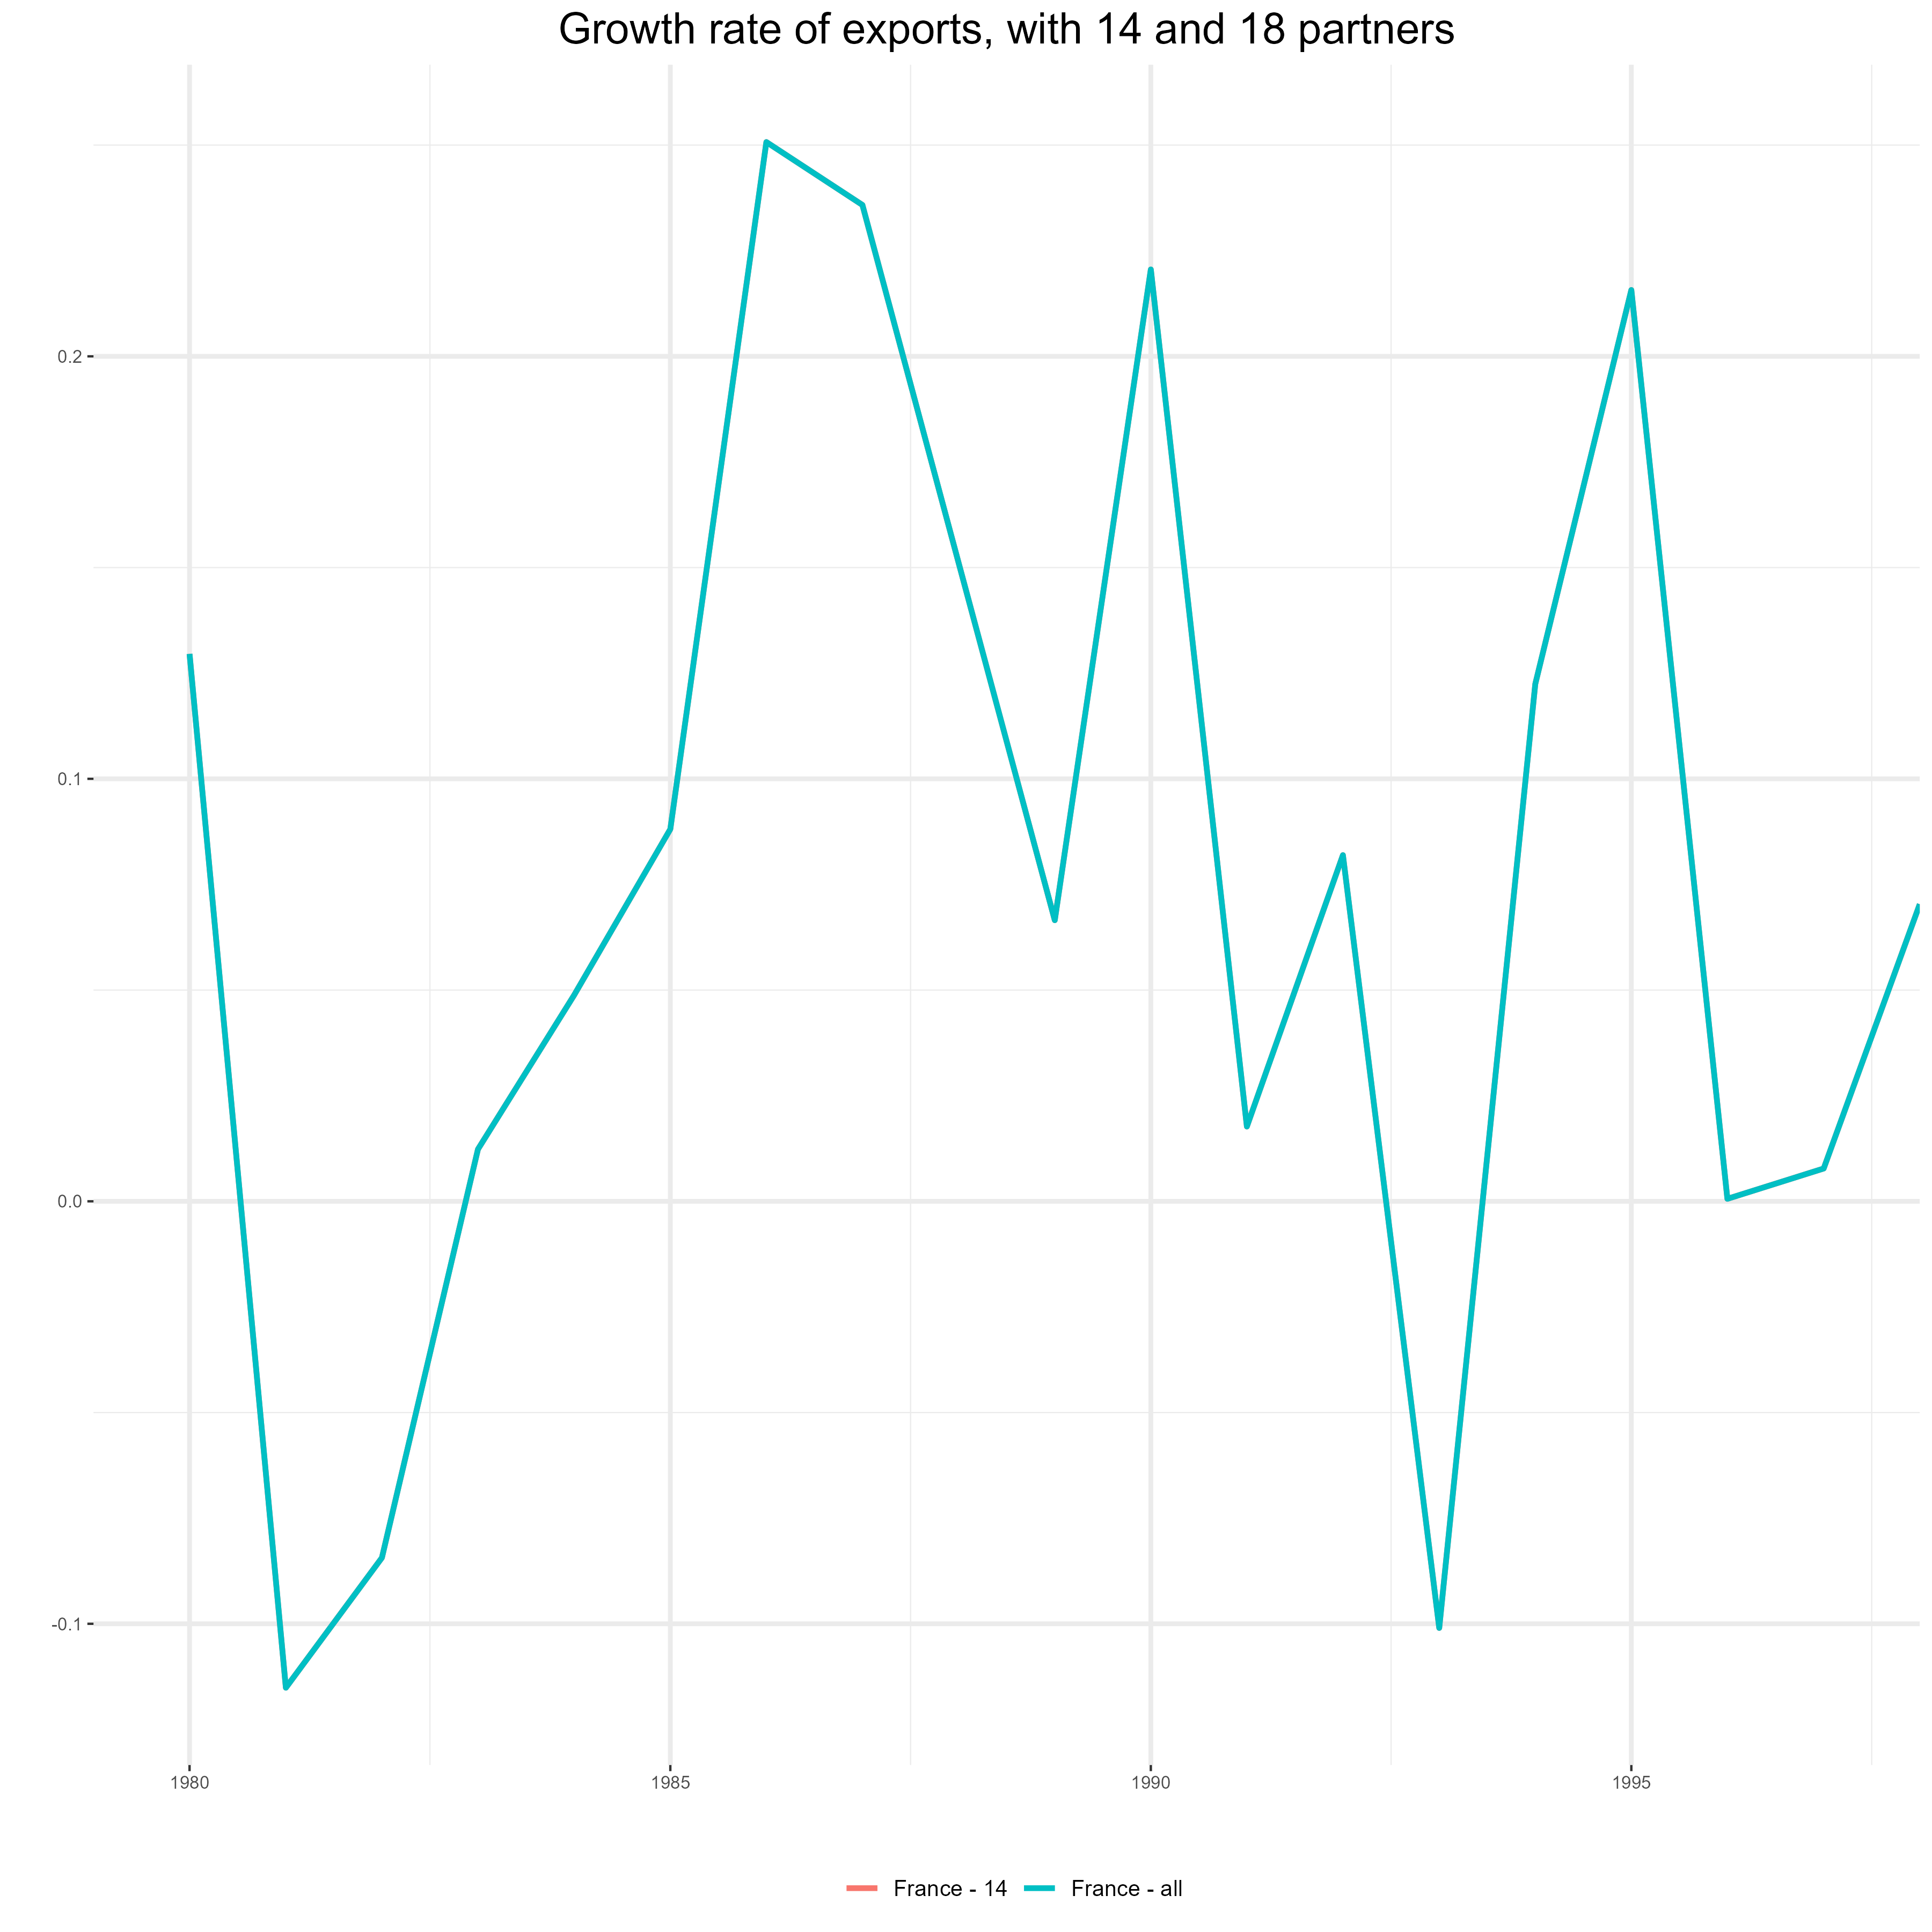 Growth rate of exports, with 14 and 18 partners
0.2
0.1
0.0
-0.1
1980 1985 1990 1995
France - 14 France - all